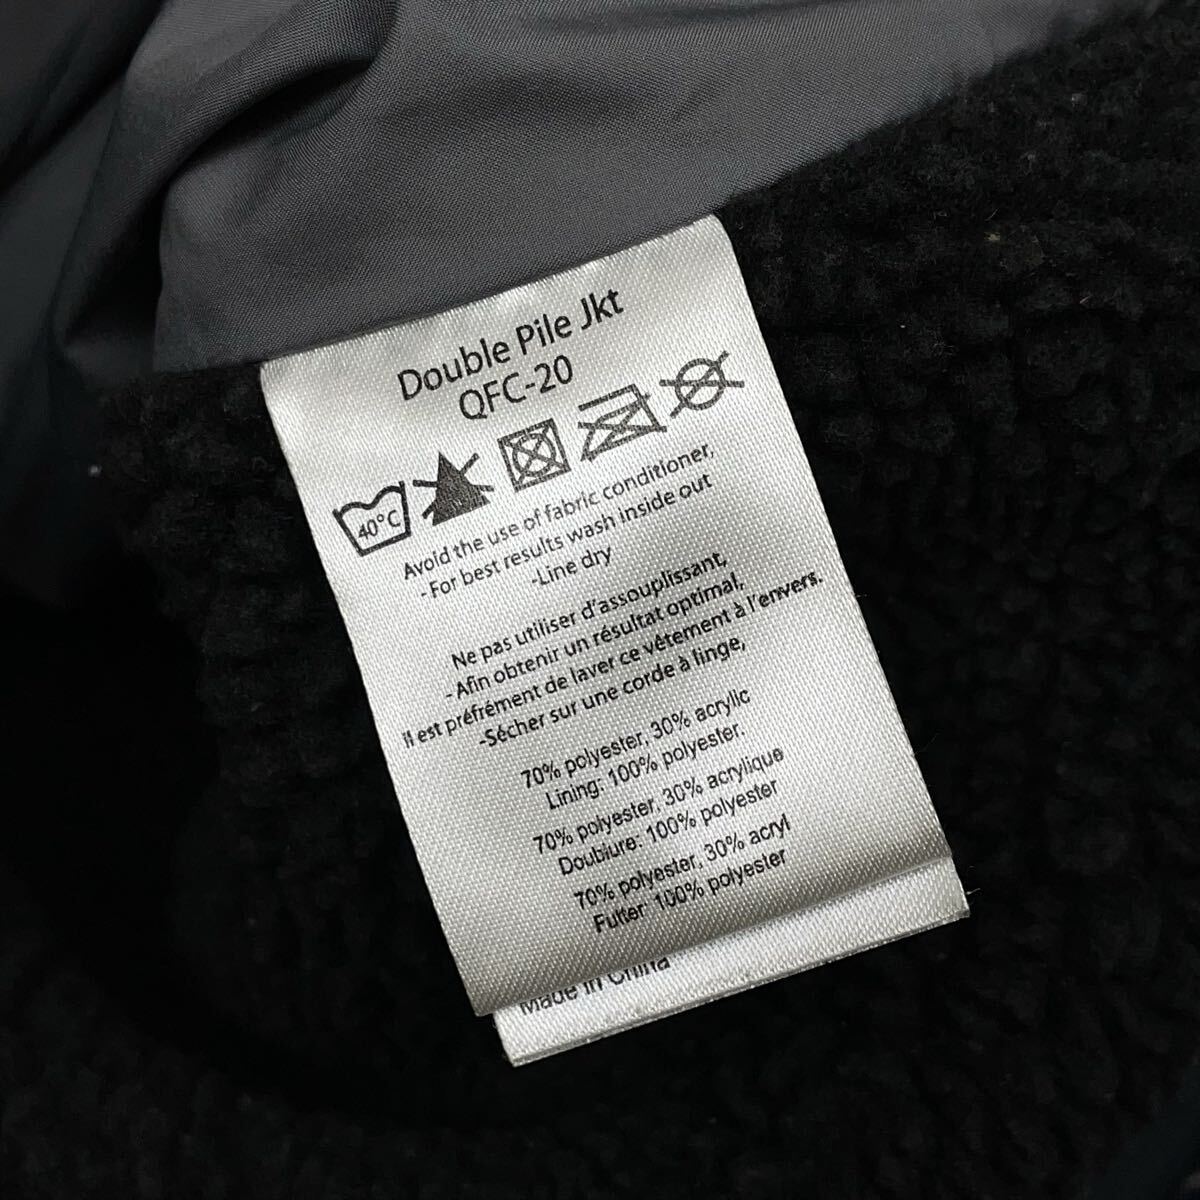 Double Pile Jkt
QFC-20
40°C
Avoid the use of fabric conditioner,
-For best results wash inside out
-Line dry
Ne pas utiliser d'assouplissant,
-Afin obtenir un résultat optimal,
il est préfrément de laver ce vêtement à l'envers.
-Sécher sur une corde à linge,
70% polyester, 30% acrylic
Lining: 100% polyester.
70% polyester, 30% acrylique
Doublure: 100% polyester
70% polyester, 30% acryl
Futter: 100% polyester
Made in China